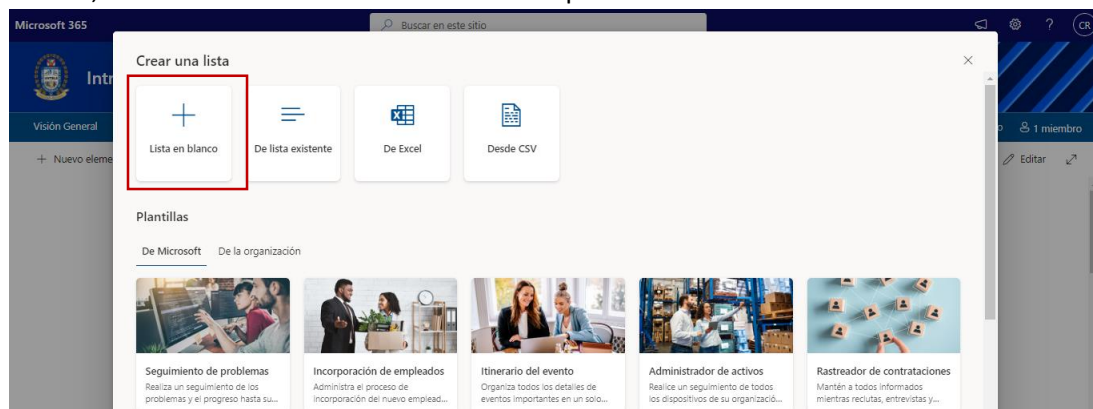 Microsoft 365
Buscar en este sitio
?
CR
Intr
Crear una lista
Visión General
1 miembro
+ Nuevo eleme
Editar
Lista en blanco
De lista existente
De Excel
Desde CSV
Plantillas
De Microsoft
De la organización
Seguimiento de problemas
Incorporación de empleados
Itinerario del evento
Administrador de activos
Rastreador de contrataciones
Realiza un seguimiento de los
problemas y el progreso hasta su...
Administra el proceso de
incorporación del nuevo emplead...
Organiza todos los detalles de
eventos importantes en un solo...
Realice un seguimiento de todos
los dispositivos de su organizació...
Mantén a todos informados
mientras reclutas, entrevistas y...